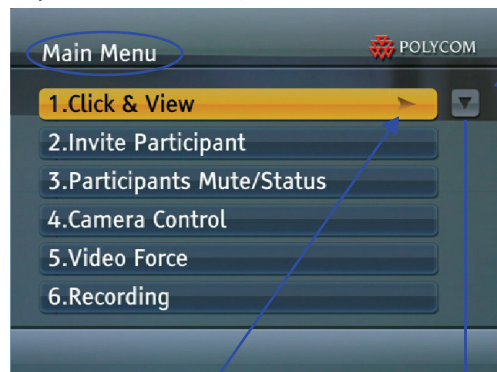 Main Menu
POLYCOM
1.Click & View
2.Invite Participant
3.Participants Mute/Status
4.Camera Control
5.Video Force
6.Recording